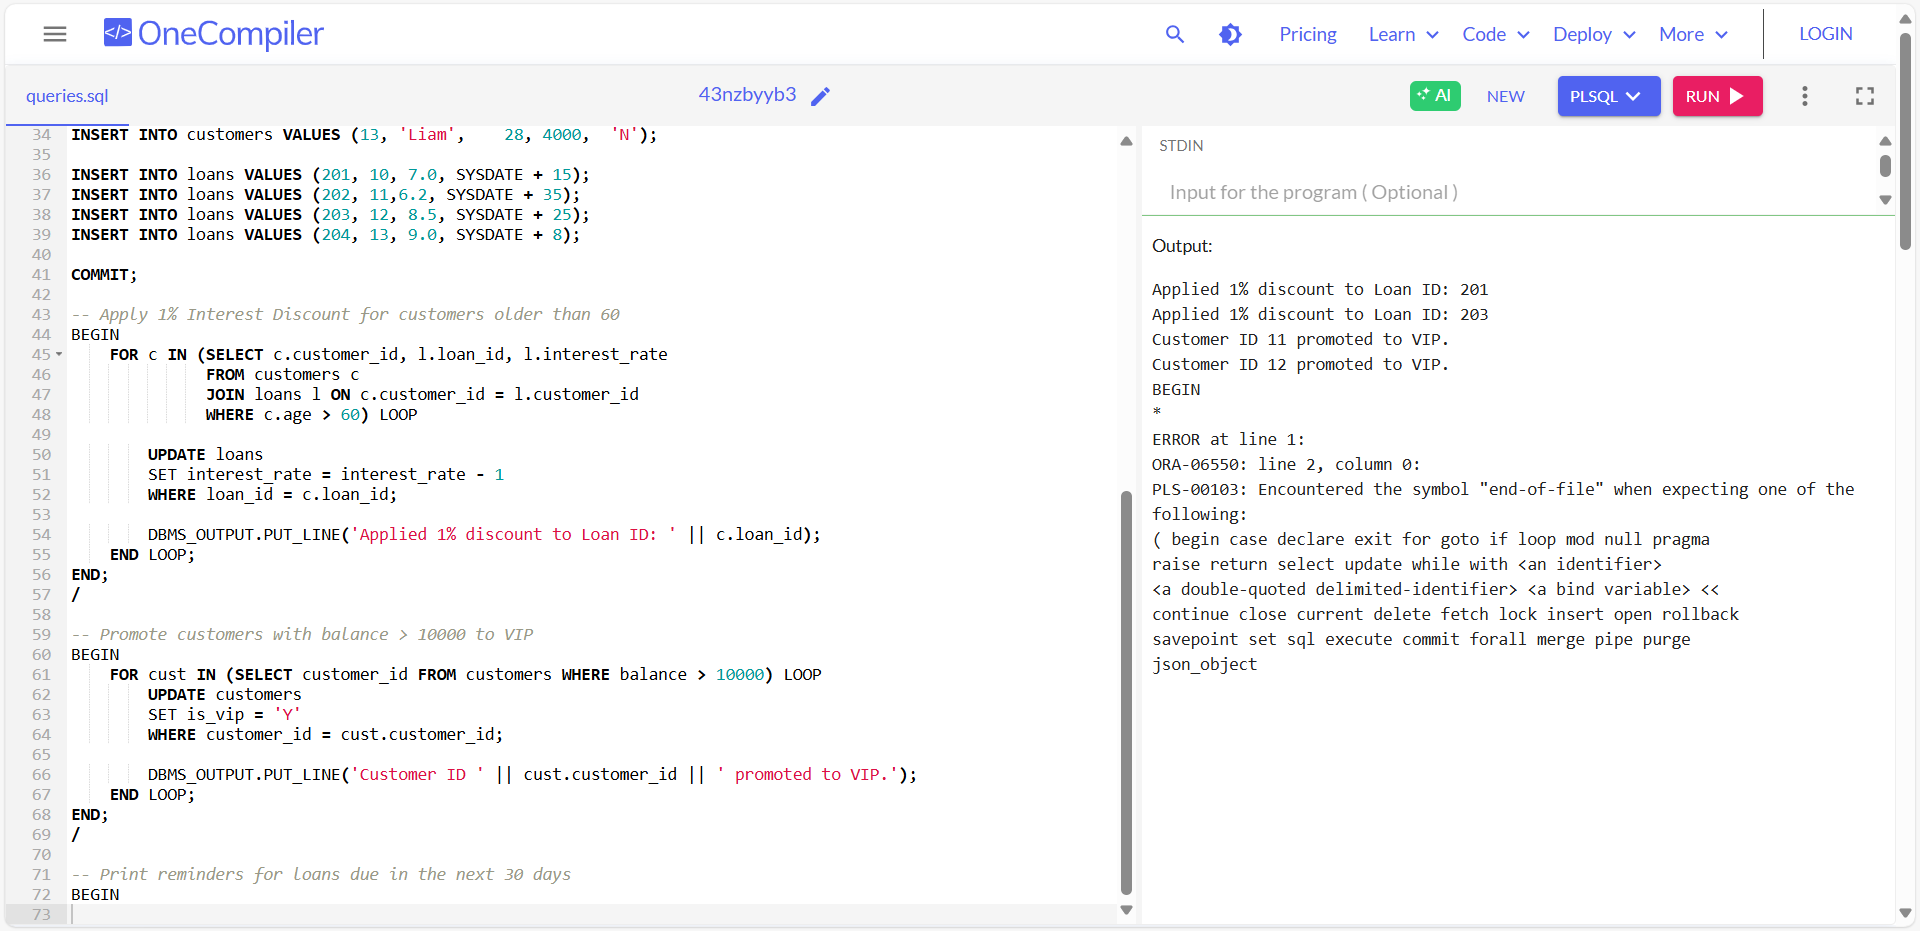 </> OneCompiler
Pricing Learn Code Deploy More LOGIN
queries.sql 43nzbyyb3 AI NEW PLSQL RUN
34 INSERT INTO customers VALUES (13, 'Liam',    28, 4000,  'N');
35
36 INSERT INTO loans VALUES (201, 10, 7.0, SYSDATE + 15);
37 INSERT INTO loans VALUES (202, 11,6.2, SYSDATE + 35);
38 INSERT INTO loans VALUES (203, 12, 8.5, SYSDATE + 25);
39 INSERT INTO loans VALUES (204, 13, 9.0, SYSDATE + 8);
40
41 COMMIT;
42
43 -- Apply 1% Interest Discount for customers older than 60
44 BEGIN
45     FOR c IN (SELECT c.customer_id, l.loan_id, l.interest_rate
46               FROM customers c
47               JOIN loans l ON c.customer_id = l.customer_id
48               WHERE c.age > 60) LOOP
49
50         UPDATE loans
51         SET interest_rate = interest_rate - 1
52         WHERE loan_id = c.loan_id;
53
54         DBMS_OUTPUT.PUT_LINE('Applied 1% discount to Loan ID: ' || c.loan_id);
55     END LOOP;
56 END;
57 /
58
59 -- Promote customers with balance > 10000 to VIP
60 BEGIN
61     FOR cust IN (SELECT customer_id FROM customers WHERE balance > 10000) LOOP
62         UPDATE customers
63         SET is_vip = 'Y'
64         WHERE customer_id = cust.customer_id;
65
66         DBMS_OUTPUT.PUT_LINE('Customer ID ' || cust.customer_id || ' promoted to VIP.');
67     END LOOP;
68 END;
69 /
70
71 -- Print reminders for loans due in the next 30 days
72 BEGIN
73
STDIN
Input for the program ( Optional )
Output:
Applied 1% discount to Loan ID: 201
Applied 1% discount to Loan ID: 203
Customer ID 11 promoted to VIP.
Customer ID 12 promoted to VIP.
BEGIN
*
ERROR at line 1:
ORA-06550: line 2, column 0:
PLS-00103: Encountered the symbol "end-of-file" when expecting one of the
following:
( begin case declare exit for goto if loop mod null pragma
raise return select update while with <an identifier>
<a double-quoted delimited-identifier> <a bind variable> <<
continue close current delete fetch lock insert open rollback
savepoint set sql execute commit forall merge pipe purge
json_object